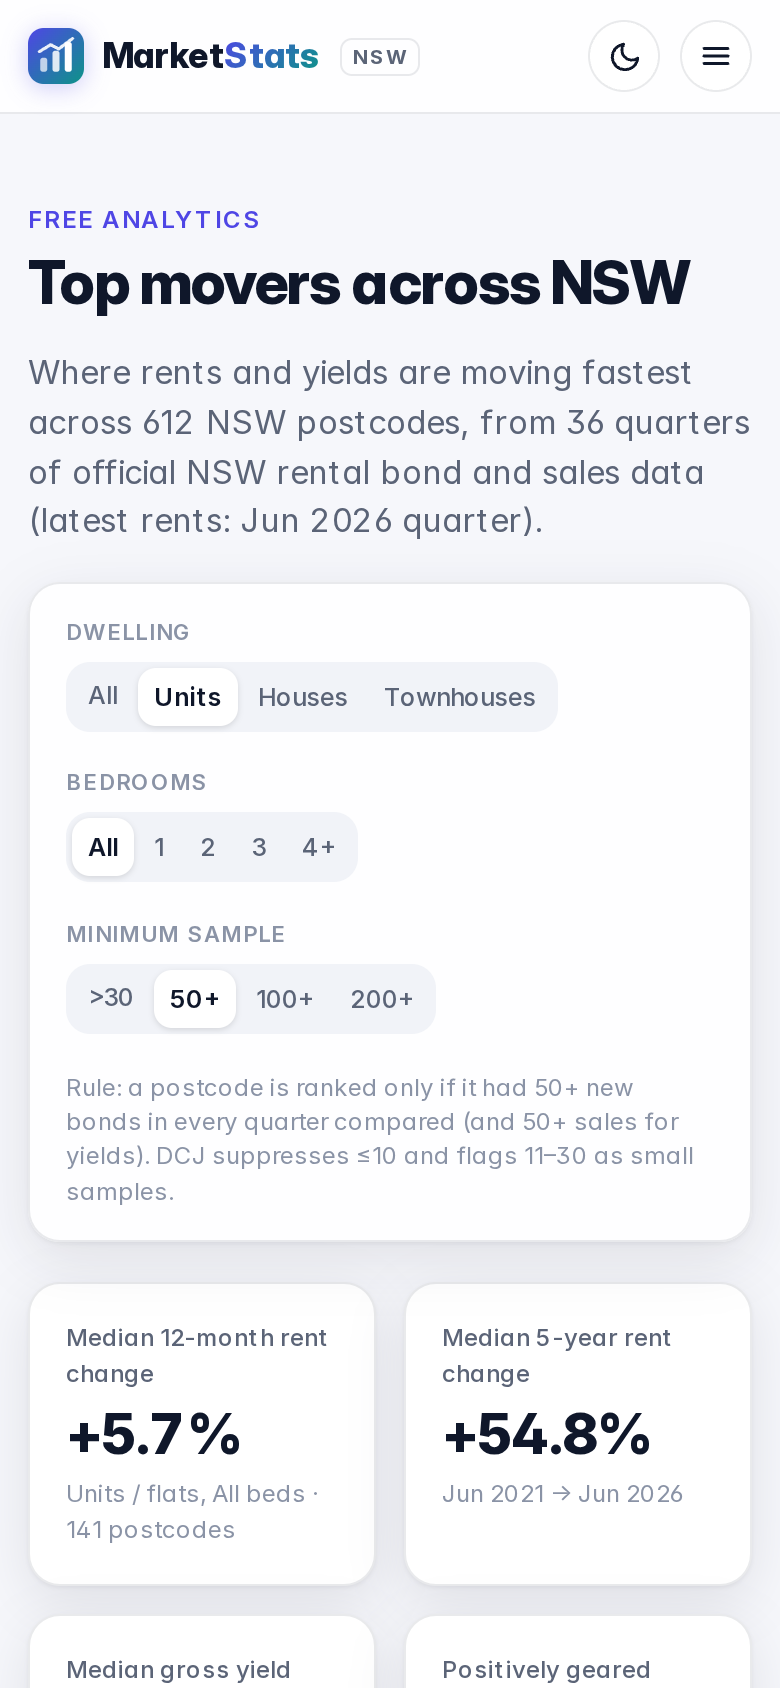 MarketStats NSW
FREE ANALYTICS
Top movers across NSW
Where rents and yields are moving fastest
across 612 NSW postcodes, from 36 quarters
of official NSW rental bond and sales data
(latest rents: Jun 2026 quarter).
DWELLING
All Units Houses Townhouses
BEDROOMS
All 1 2 3 4+
MINIMUM SAMPLE
>30 50+ 100+ 200+
Rule: a postcode is ranked only if it had 50+ new
bonds in every quarter compared (and 50+ sales for
yields). DCJ suppresses ≤10 and flags 11–30 as small
samples.
Median 12-month rent
change
+5.7%
Units / flats, All beds ·
141 postcodes
Median 5-year rent
change
+54.8%
Jun 2021 → Jun 2026
Median gross yield
Positively geared